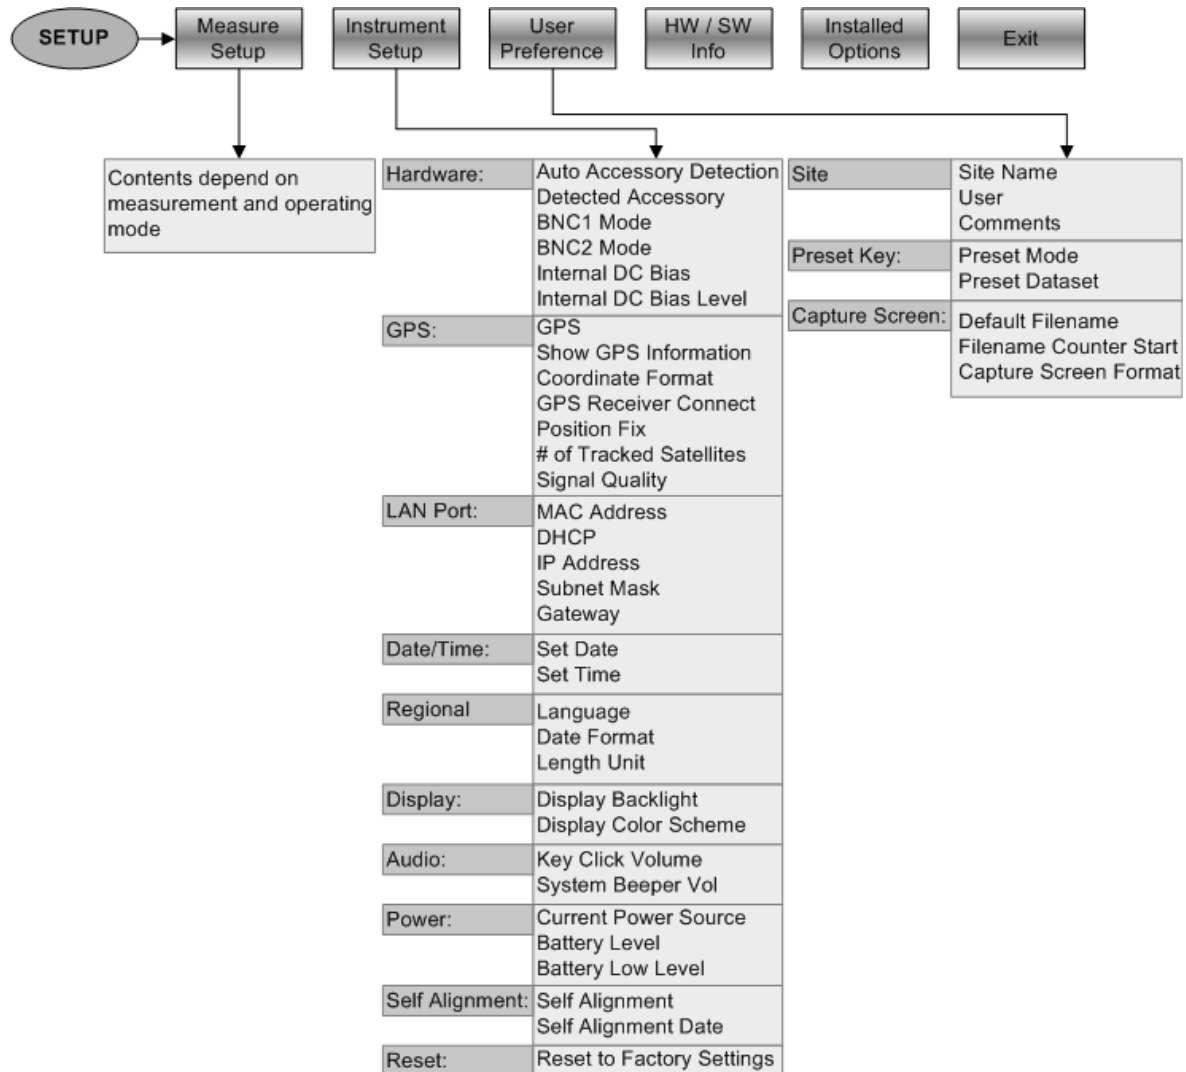 SETUP
Measure
Setup
Instrument
Setup
User
Preference
HW / SW
Info
Installed
Options
Exit
Contents depend on
measurement and operating
mode
Hardware:
Auto Accessory Detection
Detected Accessory
BNC1 Mode
BNC2 Mode
Internal DC Bias
Internal DC Bias Level
GPS:
GPS
Show GPS Information
Coordinate Format
GPS Receiver Connect
Position Fix
# of Tracked Satellites
Signal Quality
LAN Port:
MAC Address
DHCP
IP Address
Subnet Mask
Gateway
Date/Time:
Set Date
Set Time
Regional
Language
Date Format
Length Unit
Display:
Display Backlight
Display Color Scheme
Audio:
Key Click Volume
System Beeper Vol
Power:
Current Power Source
Battery Level
Battery Low Level
Self Alignment:
Self Alignment
Self Alignment Date
Reset:
Reset to Factory Settings
Site
Site Name
User
Comments
Preset Key:
Preset Mode
Preset Dataset
Capture Screen:
Default Filename
Filename Counter Start
Capture Screen Format